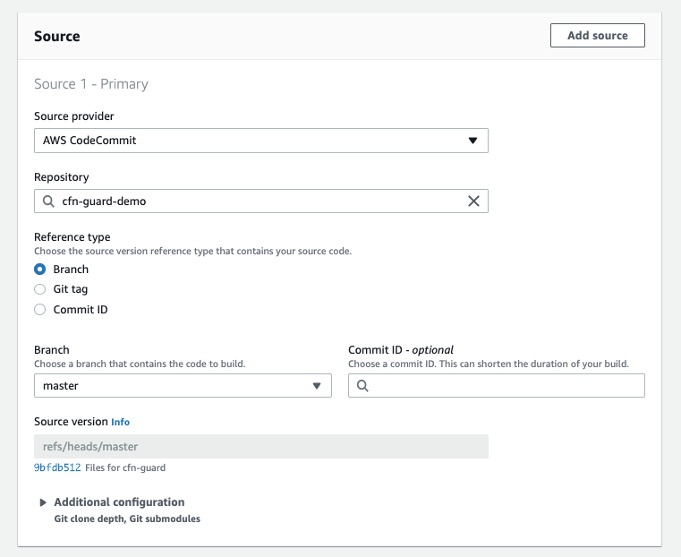 Source
Add source
Source 1 - Primary
Source provider
AWS CodeCommit
Repository
cfn-guard-demo
Reference type
Choose the source version reference type that contains your source code.
Branch
Git tag
Commit ID
Branch
Choose a branch that contains the code to build.
master
Commit ID - optional
Choose a commit ID. This can shorten the duration of your build.
Source version Info
refs/heads/master
9bfdb512 Files for cfn-guard
Additional configuration
Git clone depth, Git submodules